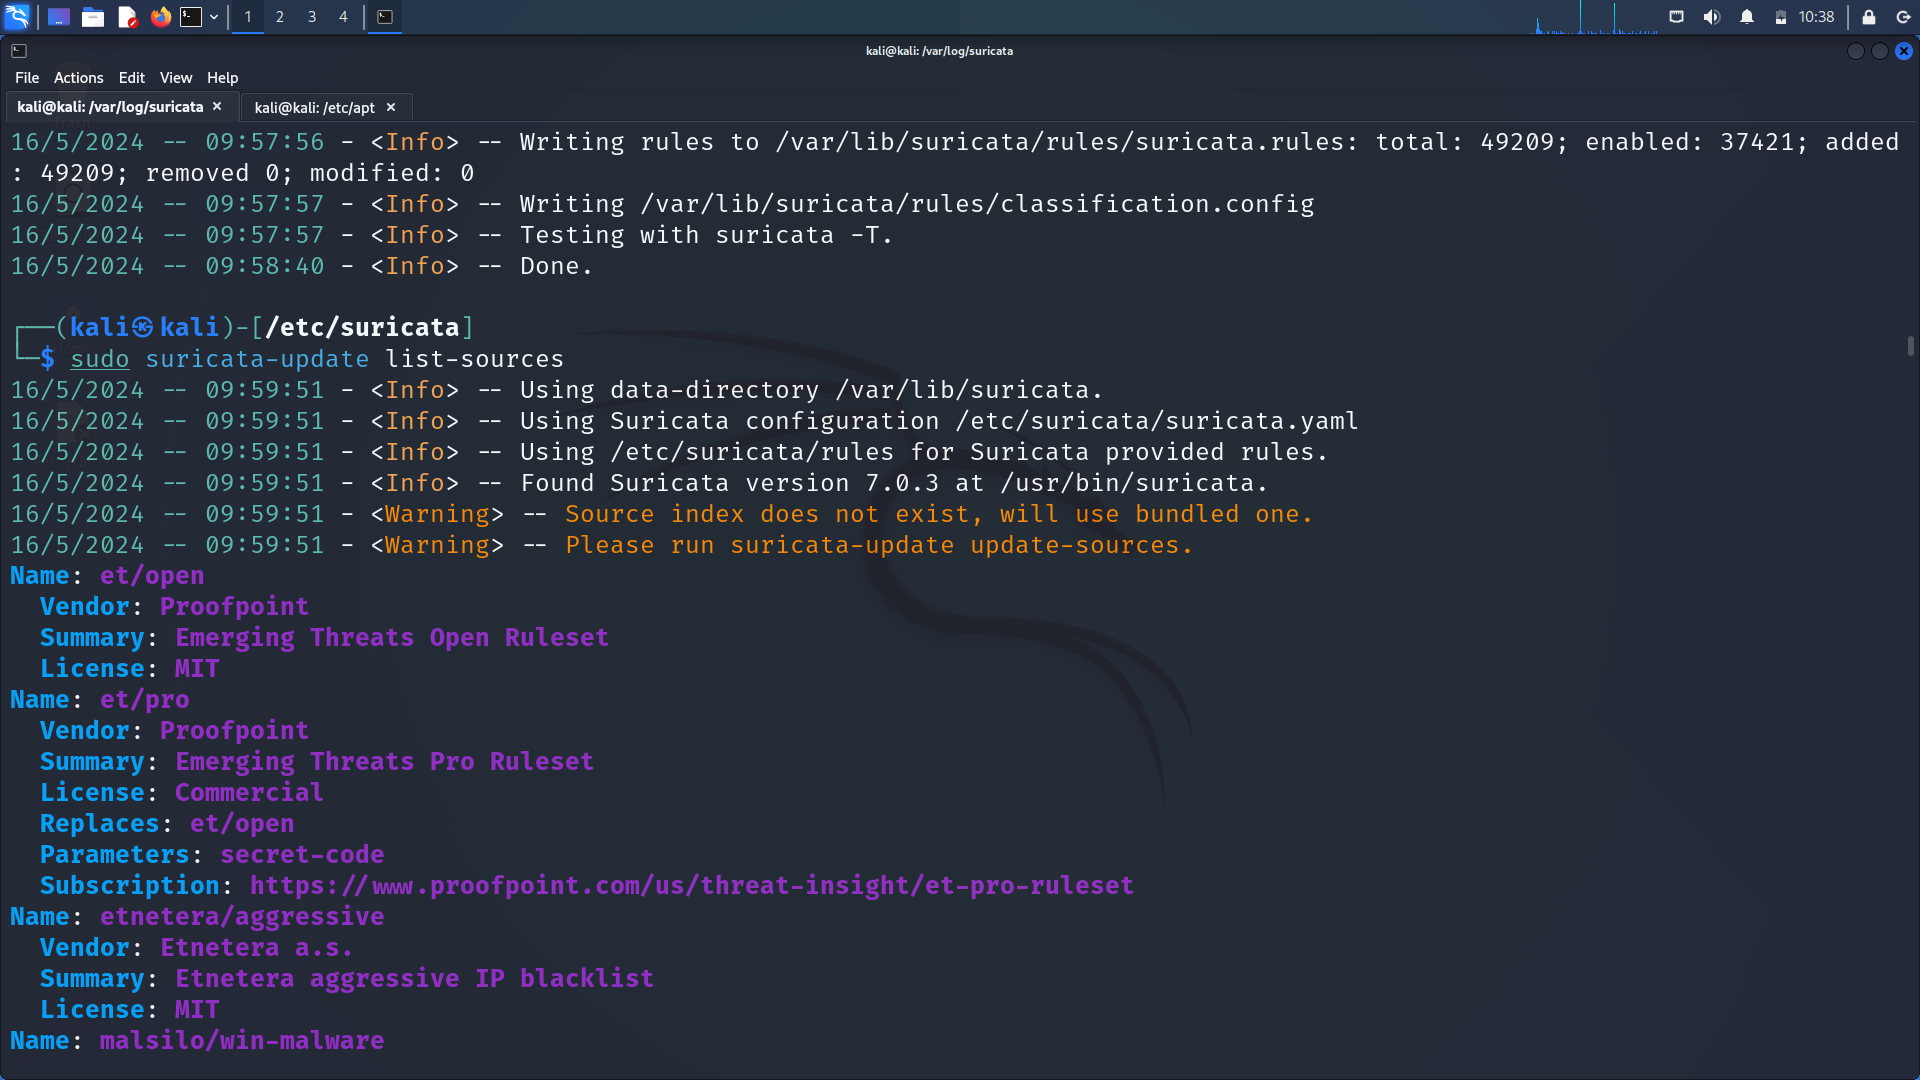 1 2 3 4 10:38
kali@kali: /var/log/suricata
File Actions Edit View Help
kali@kali: /var/log/suricata × kali@kali: /etc/apt ×
16/5/2024 -- 09:57:56 - <Info> -- Writing rules to /var/lib/suricata/rules/suricata.rules: total: 49209; enabled: 37421; added
: 49209; removed 0; modified: 0
16/5/2024 -- 09:57:57 - <Info> -- Writing /var/lib/suricata/rules/classification.config
16/5/2024 -- 09:57:57 - <Info> -- Testing with suricata -T.
16/5/2024 -- 09:58:40 - <Info> -- Done.
┌──(kali㉿kali)-[/etc/suricata]
└─$ sudo suricata-update list-sources
16/5/2024 -- 09:59:51 - <Info> -- Using data-directory /var/lib/suricata.
16/5/2024 -- 09:59:51 - <Info> -- Using Suricata configuration /etc/suricata/suricata.yaml
16/5/2024 -- 09:59:51 - <Info> -- Using /etc/suricata/rules for Suricata provided rules.
16/5/2024 -- 09:59:51 - <Info> -- Found Suricata version 7.0.3 at /usr/bin/suricata.
16/5/2024 -- 09:59:51 - <Warning> -- Source index does not exist, will use bundled one.
16/5/2024 -- 09:59:51 - <Warning> -- Please run suricata-update update-sources.
Name: et/open
Vendor: Proofpoint
Summary: Emerging Threats Open Ruleset
License: MIT
Name: et/pro
Vendor: Proofpoint
Summary: Emerging Threats Pro Ruleset
License: Commercial
Replaces: et/open
Parameters: secret-code
Subscription: https://www.proofpoint.com/us/threat-insight/et-pro-ruleset
Name: etnetera/aggressive
Vendor: Etnetera a.s.
Summary: Etnetera aggressive IP blacklist
License: MIT
Name: malsilo/win-malware